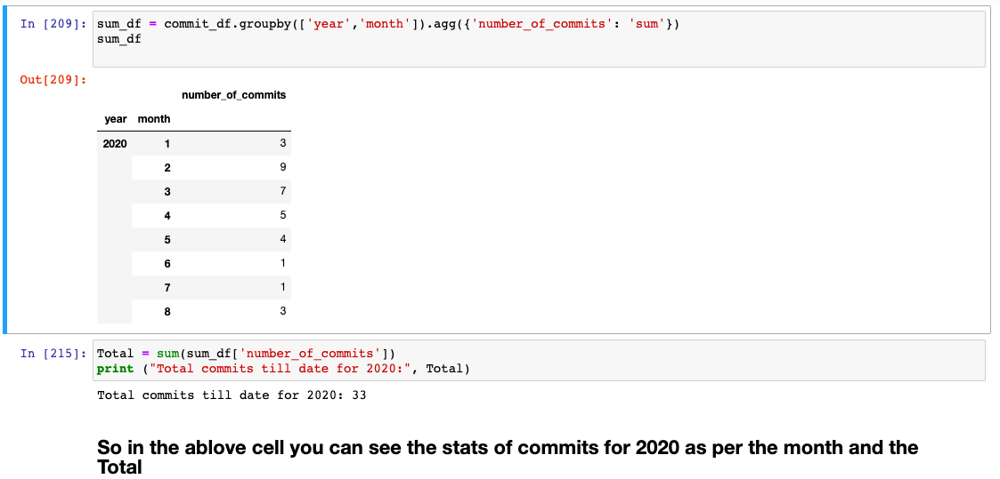 In [209]: sum_df = commit_df.groupby(['year','month']).agg({'number_of_commits': 'sum'})
sum_df
Out[209]:
number_of_commits
year month
2020 1 3
2 9
3 7
4 5
5 4
6 1
7 1
8 3
In [215]: Total = sum(sum_df['number_of_commits'])
print ("Total commits till date for 2020:", Total)
Total commits till date for 2020: 33
So in the ablove cell you can see the stats of commits for 2020 as per the month and the
Total